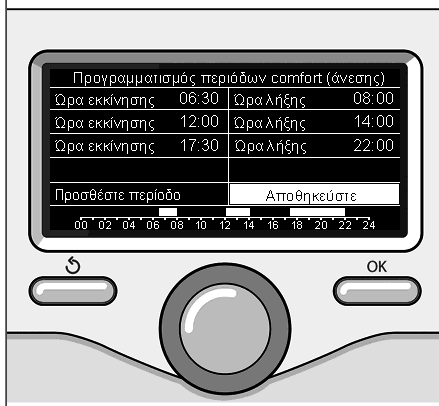 Προγραμματισμός περιόδων comfort (άνεσης)
Ώρα εκκίνησης 06:30 Ώρα λήξης 08:00
Ώρα εκκίνησης 12:00 Ώρα λήξης 14:00
Ώρα εκκίνησης 17:30 Ώρα λήξης 22:00
Προσθέστε περίοδο Αποθηκεύστε
00 02 04 06 08 10 12 14 16 18 20 22 24
OK